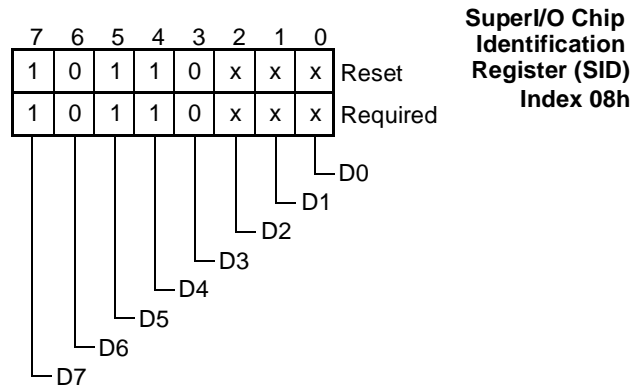 SuperI/O Chip
Identification
Register (SID)
Index 08h
7 6 5 4 3 2 1 0
1 0 1 1 0 x x x Reset
1 0 1 1 0 x x x Required
D0
D1
D2
D3
D4
D5
D6
D7